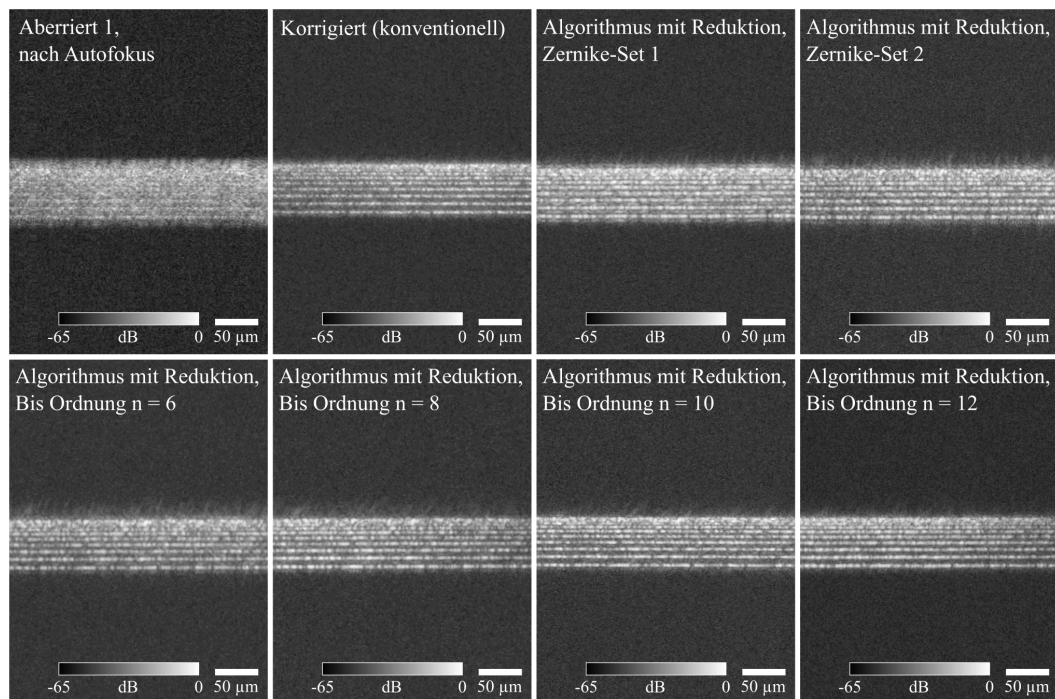 Aberriert 1,
nach Autofokus
-65 0
dB
50 µm
Korrigiert (konventionell)
-65 0
dB
50 µm
Algorithmus mit Reduktion,
Zernike-Set 1
-65 0
dB
50 µm
Algorithmus mit Reduktion,
Zernike-Set 2
-65 0
dB
50 µm
Algorithmus mit Reduktion,
Bis Ordnung n = 6
-65 0
dB
50 µm
Algorithmus mit Reduktion,
Bis Ordnung n = 8
-65 0
dB
50 µm
Algorithmus mit Reduktion,
Bis Ordnung n = 10
-65 0
dB
50 µm
Algorithmus mit Reduktion,
Bis Ordnung n = 12
-65 0
dB
50 µm